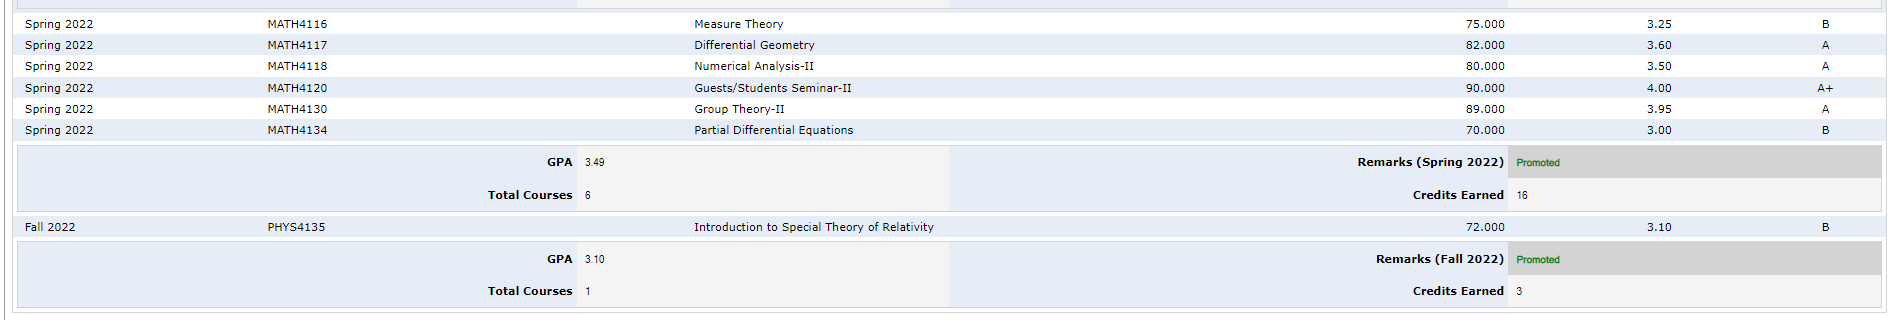 Spring 2022 MATH4116 Measure Theory 75.000 3.25 B
Spring 2022 MATH4117 Differential Geometry 82.000 3.60 A
Spring 2022 MATH4118 Numerical Analysis-II 80.000 3.50 A
Spring 2022 MATH4120 Guests/Students Seminar-II 90.000 4.00 A+
Spring 2022 MATH4130 Group Theory-II 89.000 3.95 A
Spring 2022 MATH4134 Partial Differential Equations 70.000 3.00 B
GPA 3.49 Remarks (Spring 2022) Promoted
Total Courses 6 Credits Earned 16
Fall 2022 PHYS4135 Introduction to Special Theory of Relativity 72.000 3.10 B
GPA 3.10 Remarks (Fall 2022) Promoted
Total Courses 1 Credits Earned 3